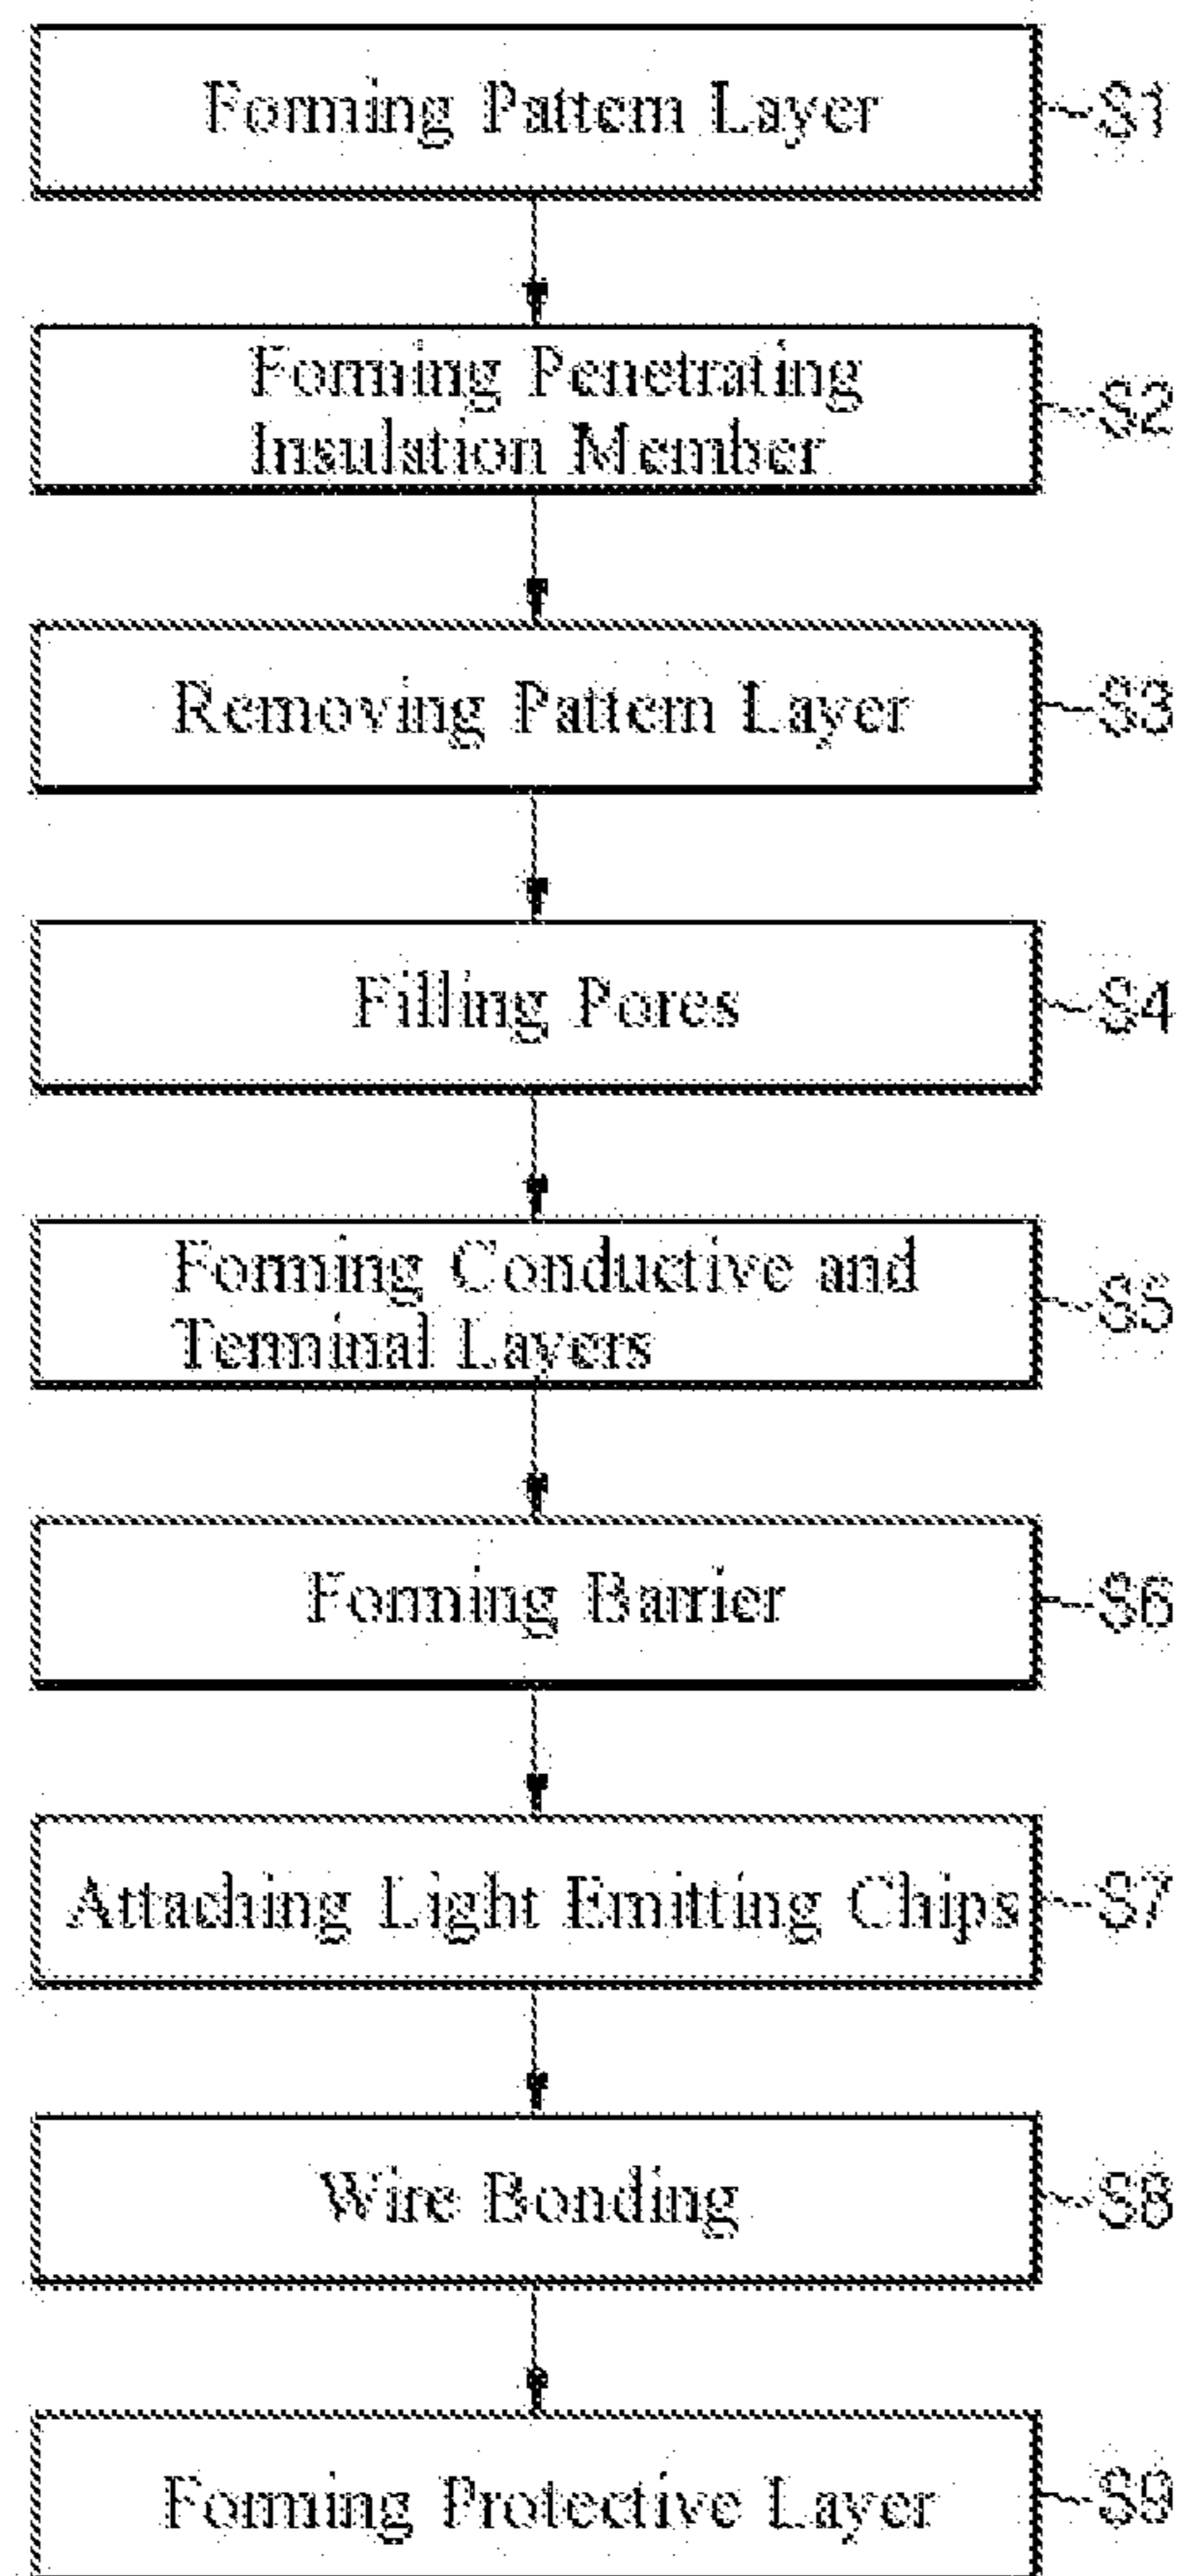 Forming Pattern Layer
S1
Forming Penetrating
Insulation Member
S2
Removing Pattern Layer
S3
Filling Pores
S4
Forming Conductive and
Terminal Layers
S5
Forming Barrier
S6
Attaching Light Emitting Chips
S7
Wire Bonding
S8
Forming Protective Layer
S9